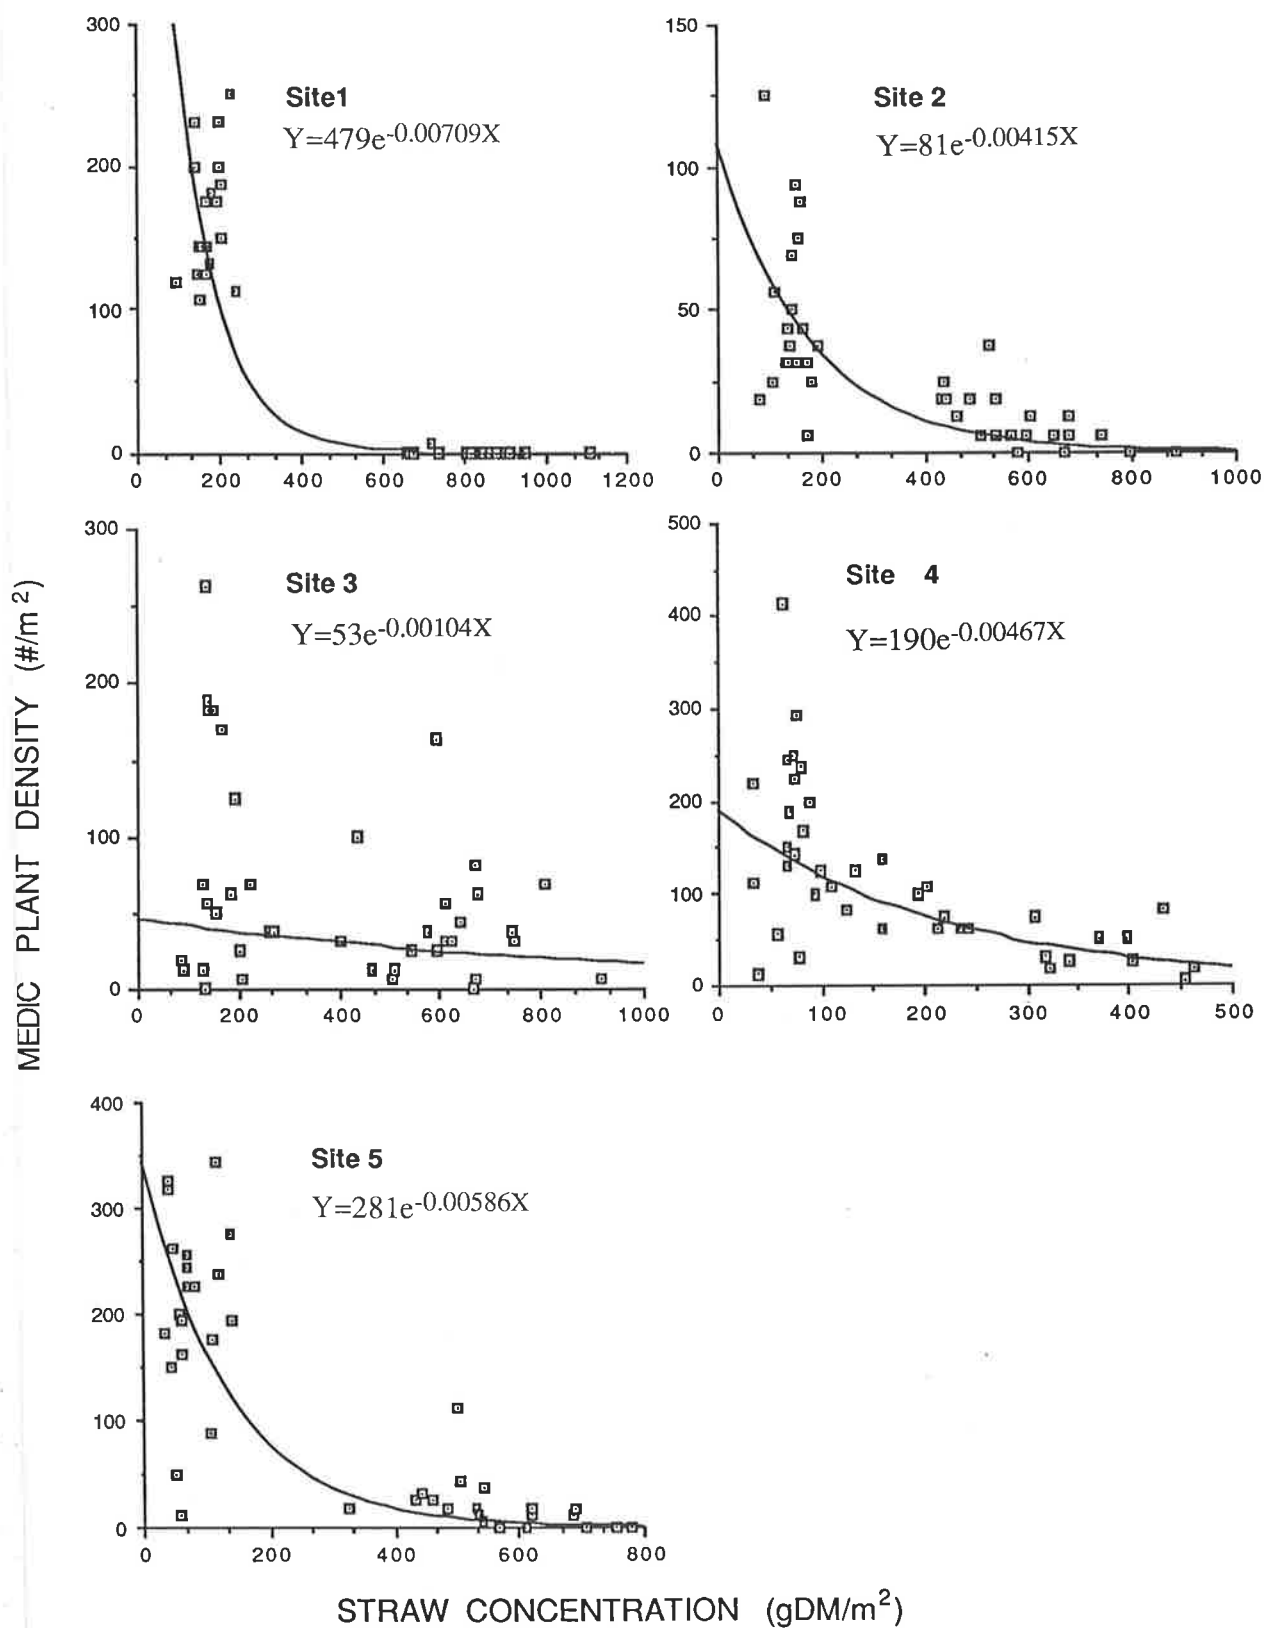 MEDIC PLANT DENSITY (#/m²)
Site1
Y=479e-0.00709X
300
200
100
0
0 200 400 600 800 1000 1200
Site 2
Y=81e-0.00415X
150
100
50
0
0 200 400 600 800 1000
Site 3
Y=53e-0.00104X
300
200
100
0
0 200 400 600 800 1000
Site 4
Y=190e-0.00467X
500
400
300
200
100
0
0 100 200 300 400 500
Site 5
Y=281e-0.00586X
400
300
200
100
0
0 200 400 600 800
STRAW CONCENTRATION (gDM/m²)